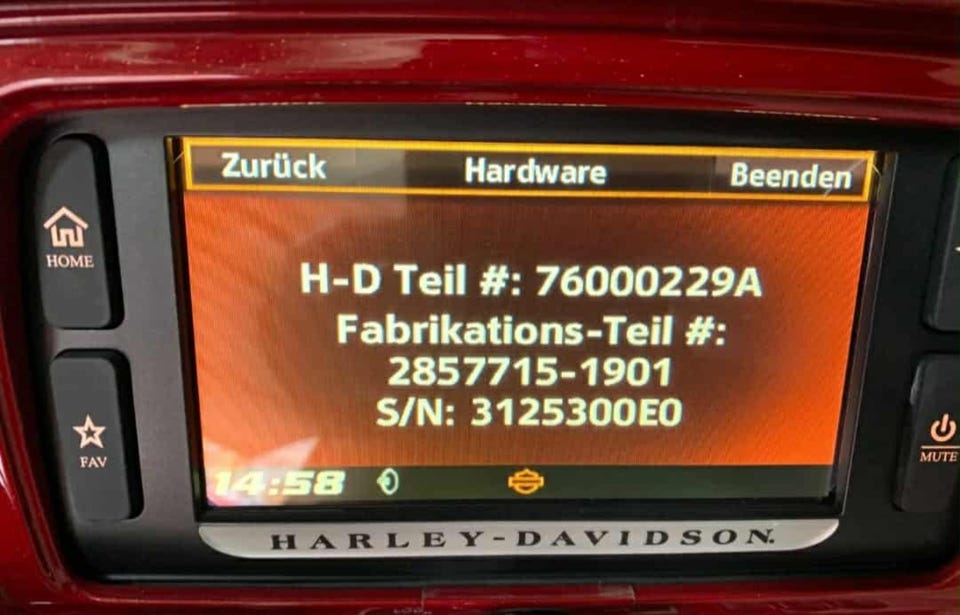 Zurück Hardware Beenden
HOME
H-D Teil #: 76000229A
Fabrikations-Teil #:
2857715-1901
S/N: 3125300E0
FAV
MUTE
14:58
HARLEY-DAVIDSON.